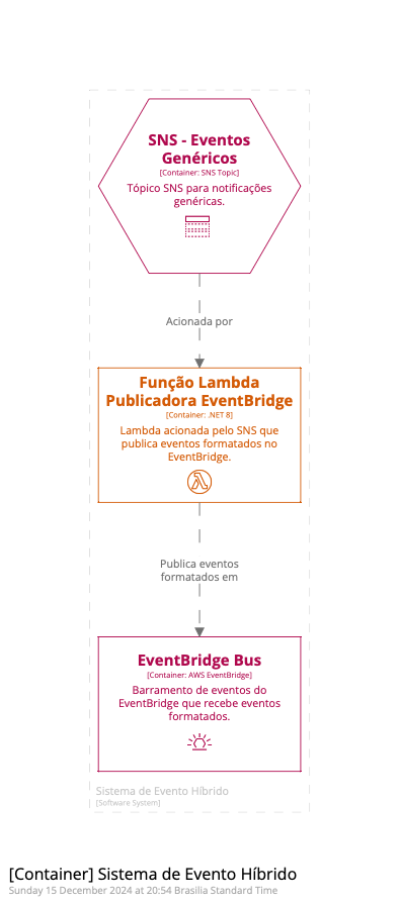 SNS - Eventos
Genéricos
[Container: SNS Topic]
Tópico SNS para notificações
genéricas.
Acionada por
Função Lambda
Publicadora EventBridge
[Container: .NET 8]
Lambda acionada pelo SNS que
publica eventos formatados no
EventBridge.
Publica eventos
formatados em
EventBridge Bus
[Container: AWS EventBridge]
Barramento de eventos do
EventBridge que recebe eventos
formatados.
Sistema de Evento Híbrido
[Software System]
[Container] Sistema de Evento Híbrido
Sunday 15 December 2024 at 20:54 Brasilia Standard Time